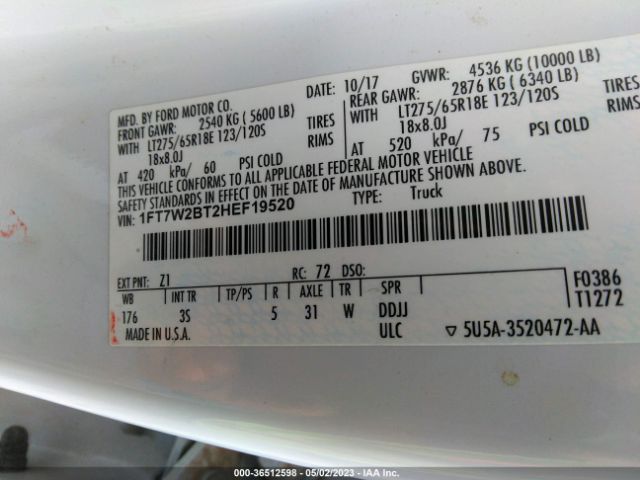 MFD. BY FORD MOTOR CO. DATE: 10/17 GVWR: 4536 KG (10000 LB)
FRONT GAWR: 2540 KG ( 5600 LB) REAR GAWR: 2876 KG ( 6340 LB)
WITH LT275/65R18E 123/120S TIRES WITH LT275/65R18E 123/120S TIRES
18x8.0J RIMS 18x8.0J RIMS
AT 420 kPa/ 60 PSI COLD AT 520 kPa/ 75 PSI COLD
THIS VEHICLE CONFORMS TO ALL APPLICABLE FEDERAL MOTOR VEHICLE
SAFETY AND THEFT PREVENTION STANDARDS IN EFFECT ON THE DATE OF
MANUFACTURE SHOWN ABOVE.
VIN: 1FT7W2BT2HEF19520 TYPE: Truck
EXT PNT: Z1 RC: 72 DSO: F0386
WB INT TR TP/PS R AXLE TR SPR T1272
176 3S 5 31 W DDJJ
MADE IN U.S.A. ULC ▽ 5U5A-3520472-AA
000-36512598 - 05/02/2023 - IAA Inc.